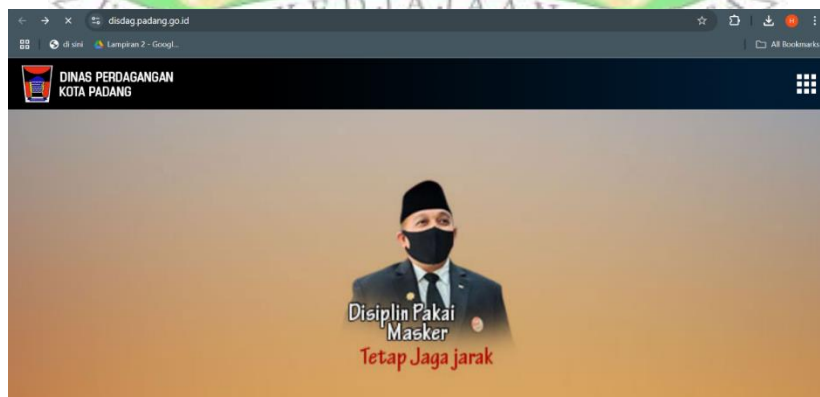 KEDJAJAAN
disdag.padang.go.id
H
di sini
Lampiran 2 - Googl...
All Bookmarks
DINAS PERDAGANGAN
KOTA PADANG
Disiplin Pakai
Masker
Tetap Jaga jarak